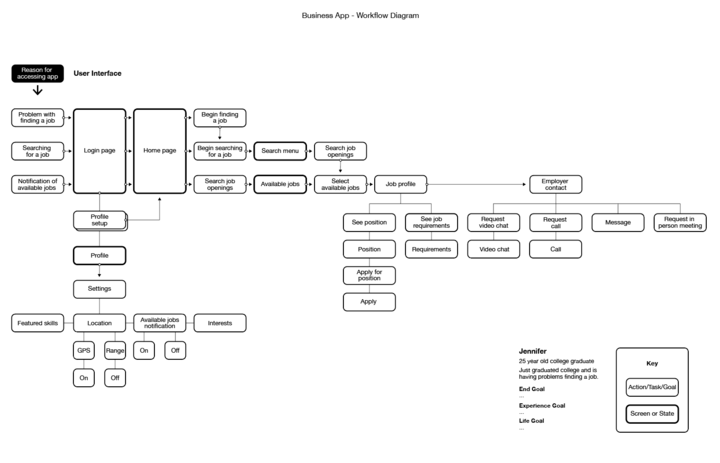 Business App - Workflow Diagram
Reason for
accessing app
User Interface
Problem with
finding a job
Login page
Home page
Begin finding
a job
Searching
for a job
Begin searching
for a job
Search menu
Search job
openings
Notification of
available jobs
Search job
openings
Available jobs
Select
available jobs
Job profile
Employer
contact
Profile
setup
See position
See job
requirements
Request
video chat
Request
call
Message
Request in
person meeting
Profile
Position
Requirements
Video chat
Call
Apply for
position
Settings
Apply
Featured skills
Location
Available jobs
notification
Interests
GPS
Range
On
Off
On
Off
Jennifer
25 year old college graduate
Just graduated college and is
having problems finding a job.
End Goal
...
Experience Goal
...
Life Goal
...
Key
Action/Task/Goal
Screen or State